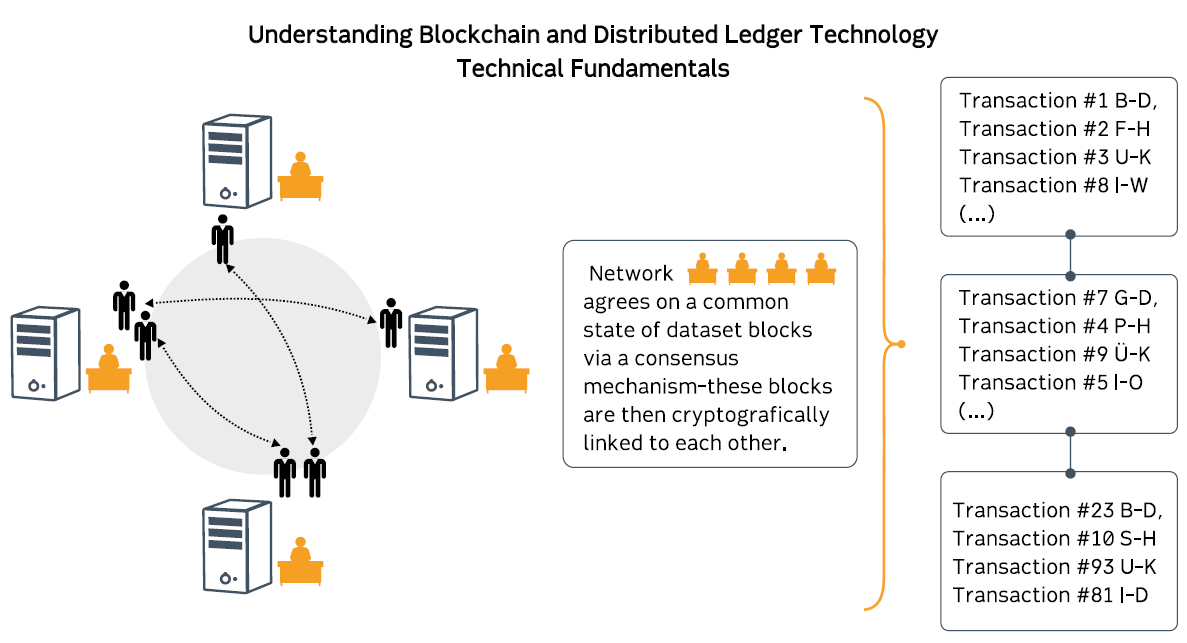 Understanding Blockchain and Distributed Ledger Technology
Technical Fundamentals
Network
agrees on a common
state of dataset blocks
via a consensus
mechanism-these blocks
are then cryptografically
linked to each other.
Transaction #1 B-D,
Transaction #2 F-H
Transaction #3 U-K
Transaction #8 I-W
(...)
Transaction #7 G-D,
Transaction #4 P-H
Transaction #9 Ü-K
Transaction #5 I-O
(...)
Transaction #23 B-D,
Transaction #10 S-H
Transaction #93 U-K
Transaction #81 I-D